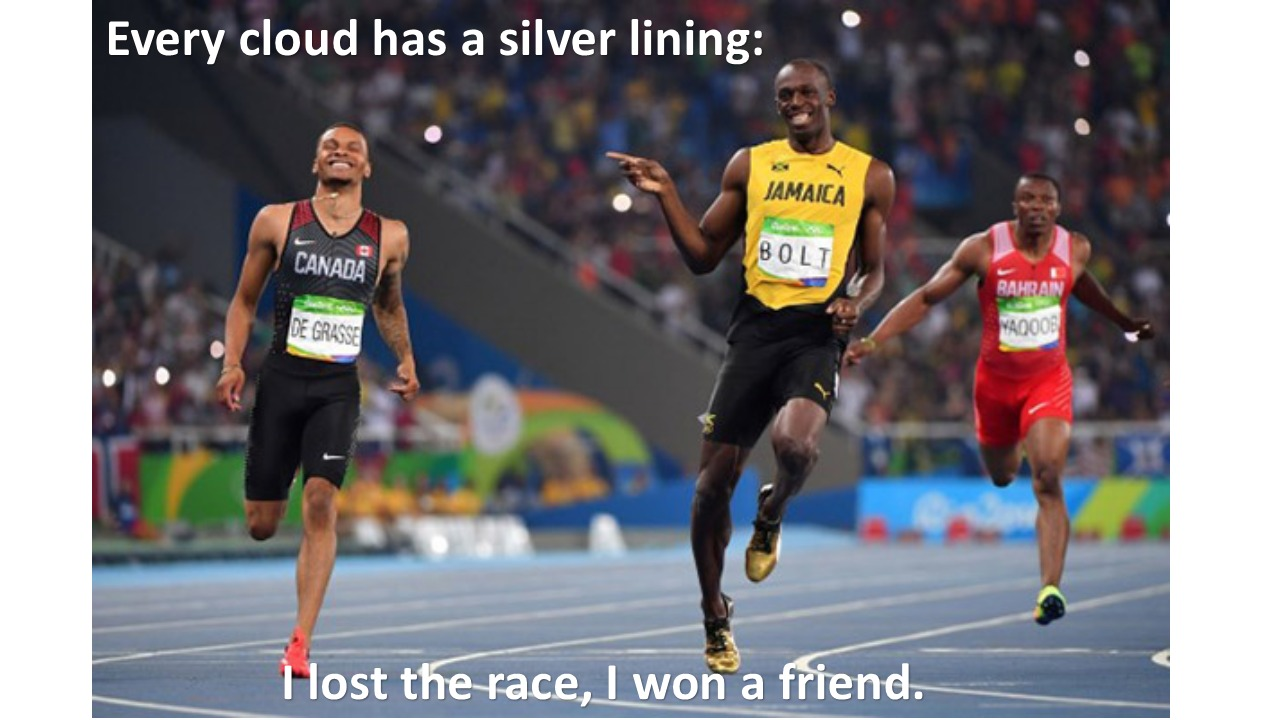 Every cloud has a silver lining:
JAMAICA
BOLT
CANADA
DE GRASSE
BAHRAIN
YAQOOB
I lost the race, I won a friend.